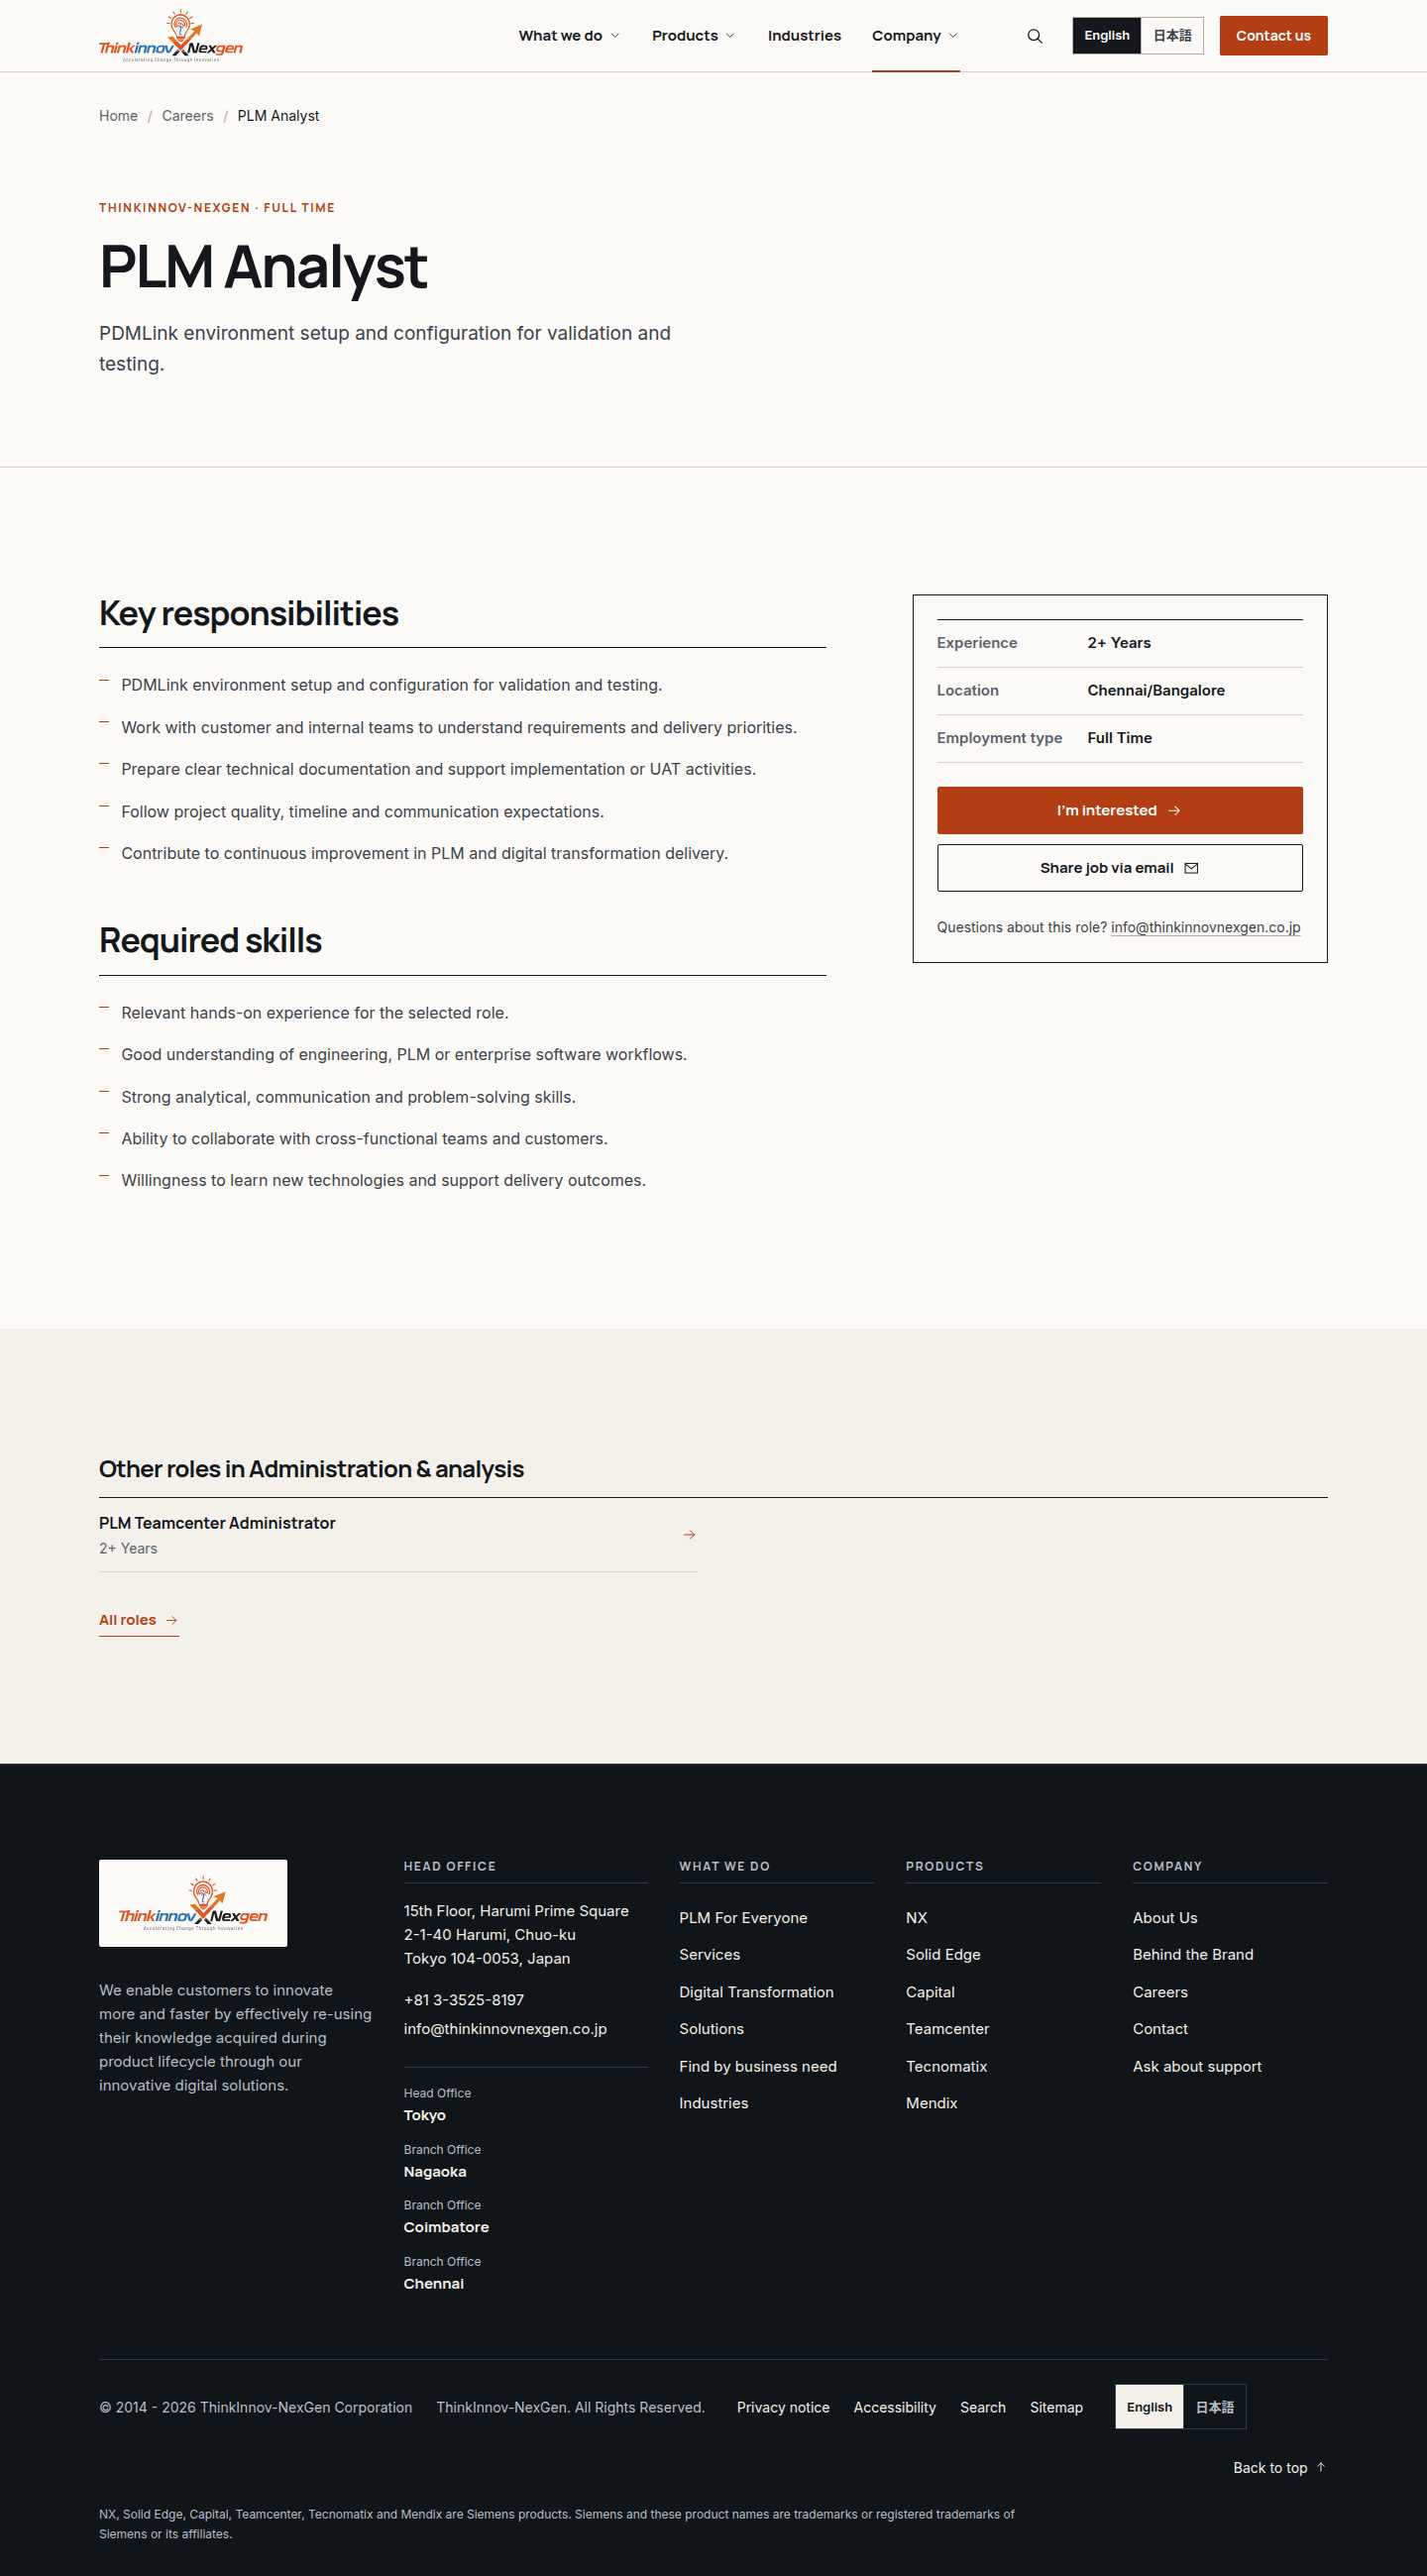 ThinkinnovXNexgen
Accelerating Change Through Innovation
What we do
Products
Industries
Company
English
日本語
Contact us
Home / Careers / PLM Analyst
THINKINNOV-NEXGEN · FULL TIME
PLM Analyst
PDMLink environment setup and configuration for validation and
testing.
Key responsibilities
PDMLink environment setup and configuration for validation and testing.
Work with customer and internal teams to understand requirements and delivery priorities.
Prepare clear technical documentation and support implementation or UAT activities.
Follow project quality, timeline and communication expectations.
Contribute to continuous improvement in PLM and digital transformation delivery.
Experience 2+ Years
Location Chennai/Bangalore
Employment type Full Time
I'm interested →
Share job via email
Questions about this role? info@thinkinnovnexgen.co.jp
Required skills
Relevant hands-on experience for the selected role.
Good understanding of engineering, PLM or enterprise software workflows.
Strong analytical, communication and problem-solving skills.
Ability to collaborate with cross-functional teams and customers.
Willingness to learn new technologies and support delivery outcomes.
Other roles in Administration & analysis
PLM Teamcenter Administrator →
2+ Years
All roles →
ThinkinnovXNexgen
Accelerating Change Through Innovation
We enable customers to innovate
more and faster by effectively re-using
their knowledge acquired during
product lifecycle through our
innovative digital solutions.
HEAD OFFICE
15th Floor, Harumi Prime Square
2-1-40 Harumi, Chuo-ku
Tokyo 104-0053, Japan
+81 3-3525-8197
info@thinkinnovnexgen.co.jp
Head Office
Tokyo
Branch Office
Nagaoka
Branch Office
Coimbatore
Branch Office
Chennai
WHAT WE DO
PLM For Everyone
Services
Digital Transformation
Solutions
Find by business need
Industries
PRODUCTS
NX
Solid Edge
Capital
Teamcenter
Tecnomatix
Mendix
COMPANY
About Us
Behind the Brand
Careers
Contact
Ask about support
© 2014 - 2026 ThinkInnov-NexGen Corporation
ThinkInnov-NexGen. All Rights Reserved.
Privacy notice
Accessibility
Search
Sitemap
English
日本語
Back to top ↑
NX, Solid Edge, Capital, Teamcenter, Tecnomatix and Mendix are Siemens products. Siemens and these product names are trademarks or registered trademarks of
Siemens or its affiliates.